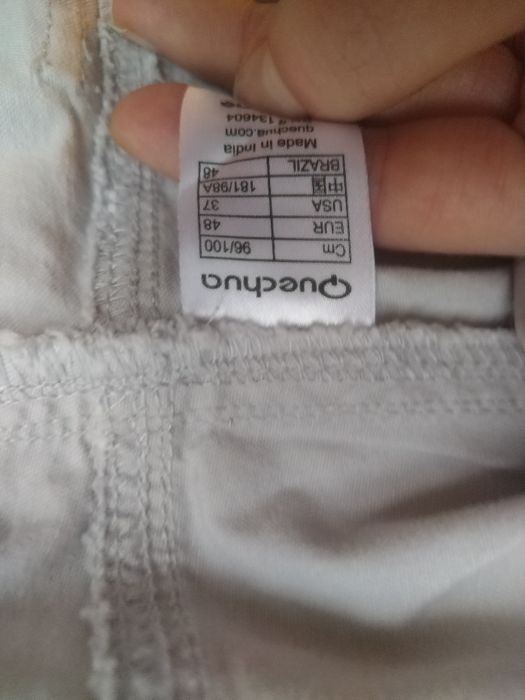 Quechua
Cm 96/100
EUR 48
USA 37
中国 181/98A
BRAZIL 48
Made in India
quechua.com
134604